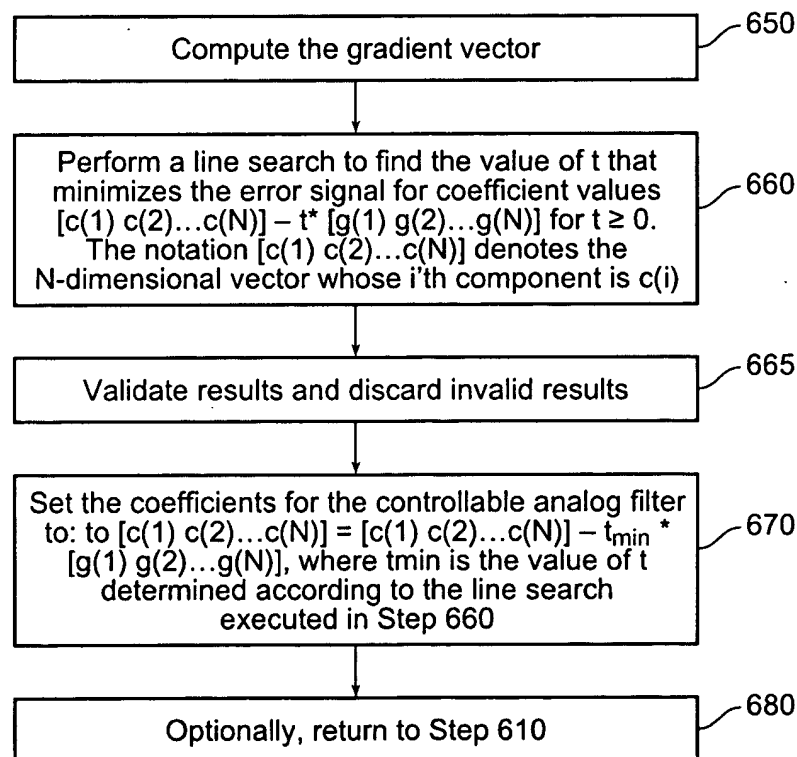 Compute the gradient vector
650
Perform a line search to find the value of t that
minimizes the error signal for coefficient values
[c(1) c(2)...c(N)] – t* [g(1) g(2)...g(N)] for t ≥ 0.
The notation [c(1) c(2)...c(N)] denotes the
N-dimensional vector whose i'th component is c(i)
660
Validate results and discard invalid results
665
Set the coefficients for the controllable analog filter
to: to [c(1) c(2)...c(N)] = [c(1) c(2)...c(N)] – tmin *
[g(1) g(2)...g(N)], where tmin is the value of t
determined according to the line search
executed in Step 660
670
Optionally, return to Step 610
680